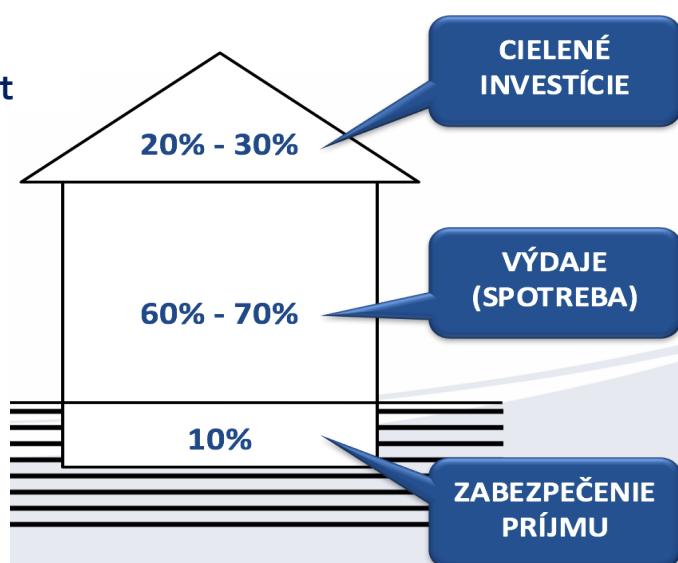 CIELENÉ
INVESTÍCIE
t
20% - 30%
VÝDAJE
(SPOTREBA)
60% - 70%
10%
ZABEZPEČENIE
PRÍJMU